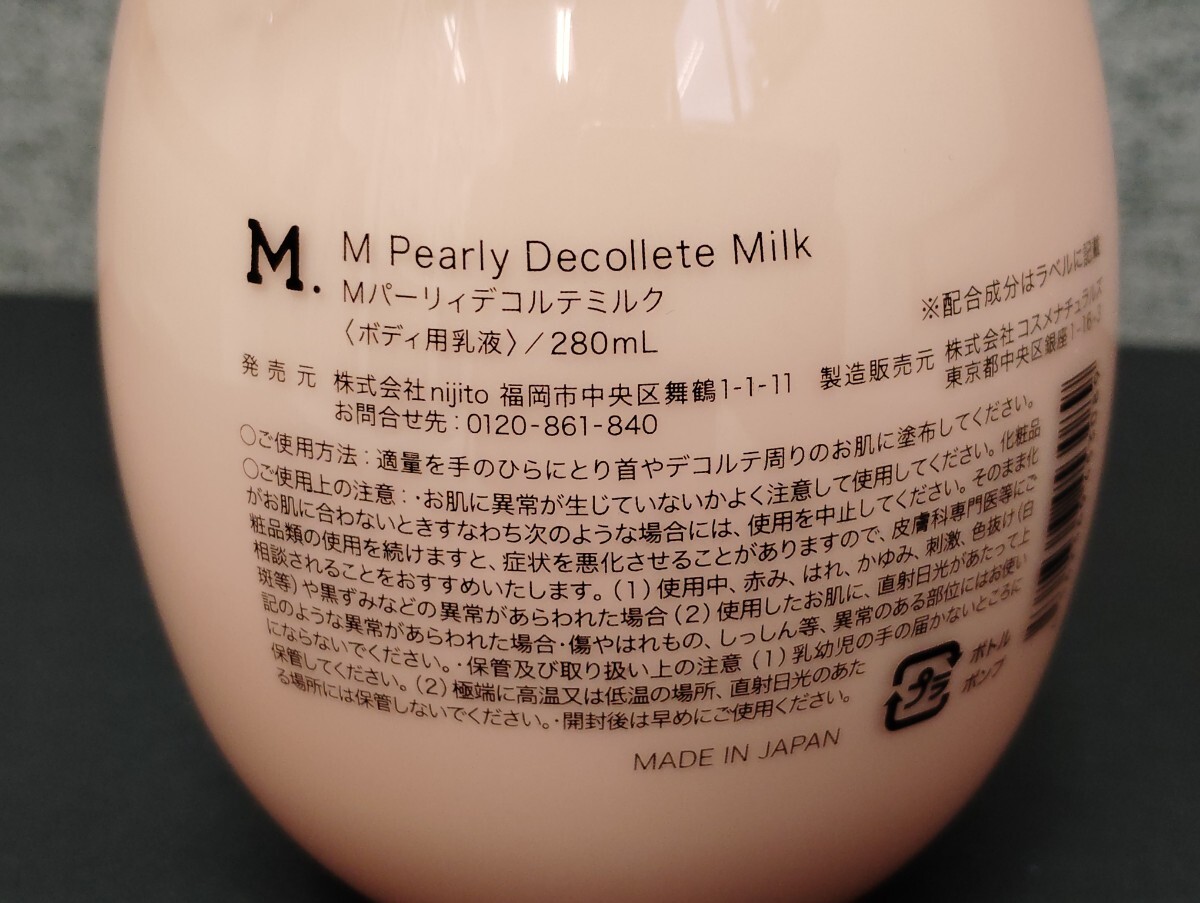 M.
M Pearly Decollete Milk
Mパーリィデコルテミルク
〈ボディ用乳液〉/280mL
※配合成分はラベルに記載
発売元 株式会社nijito 福岡市中央区舞鶴1-1-11
お問合せ先:0120-861-840
製造販売元 株式会社コスメナチュラルズ
東京都中央区銀座1-16-3
○ご使用方法:適量を手のひらにとり首やデコルテ周りのお肌に塗布してください。
○ご使用上の注意:・お肌に異常が生じていないかよく注意して使用してください。化粧品
がお肌に合わないときすなわち次のような場合には、使用を中止してください。そのまま化
粧品類の使用を続けますと、症状を悪化させることがありますので、皮膚科専門医等にご
相談されることをおすすめいたします。(1)使用中、赤み、はれ、かゆみ、刺激、色抜け(白
斑等)や黒ずみなどの異常があらわれた場合(2)使用したお肌に、直射日光があたって上
記のような異常があらわれた場合・傷やはれもの、しっしん等、異常のある部位にはお使い
にならないでください。・保管及び取り扱い上の注意(1)乳幼児の手の届かないところに
保管してください。(2)極端に高温又は低温の場所、直射日光のあた
る場所には保管しないでください。・開封後は早めにご使用ください。
プラ
ボトル
ポンプ
MADE IN JAPAN